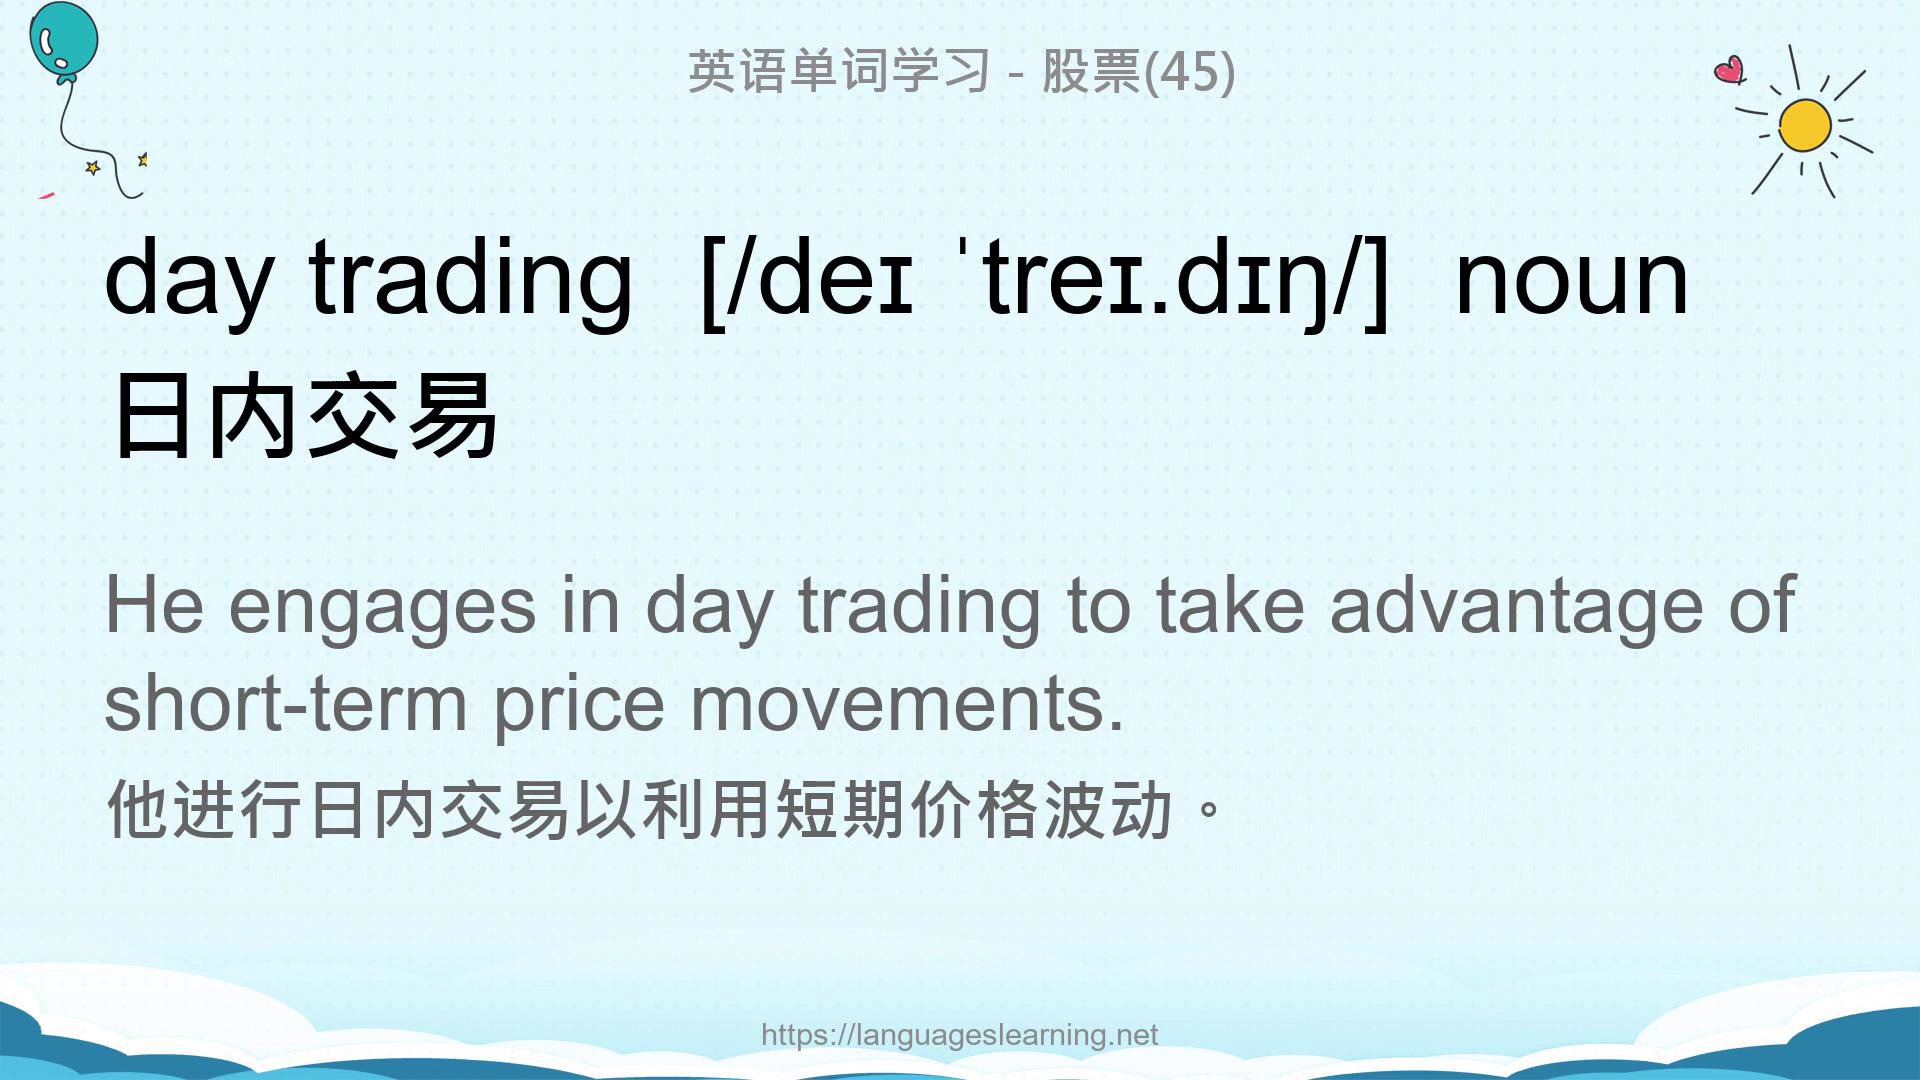 英语单词学习 - 股票(45)
day trading [/deɪ ˈtreɪ.dɪŋ/] noun
日内交易
He engages in day trading to take advantage of
short-term price movements.
他进行日内交易以利用短期价格波动。
https://languageslearning.net